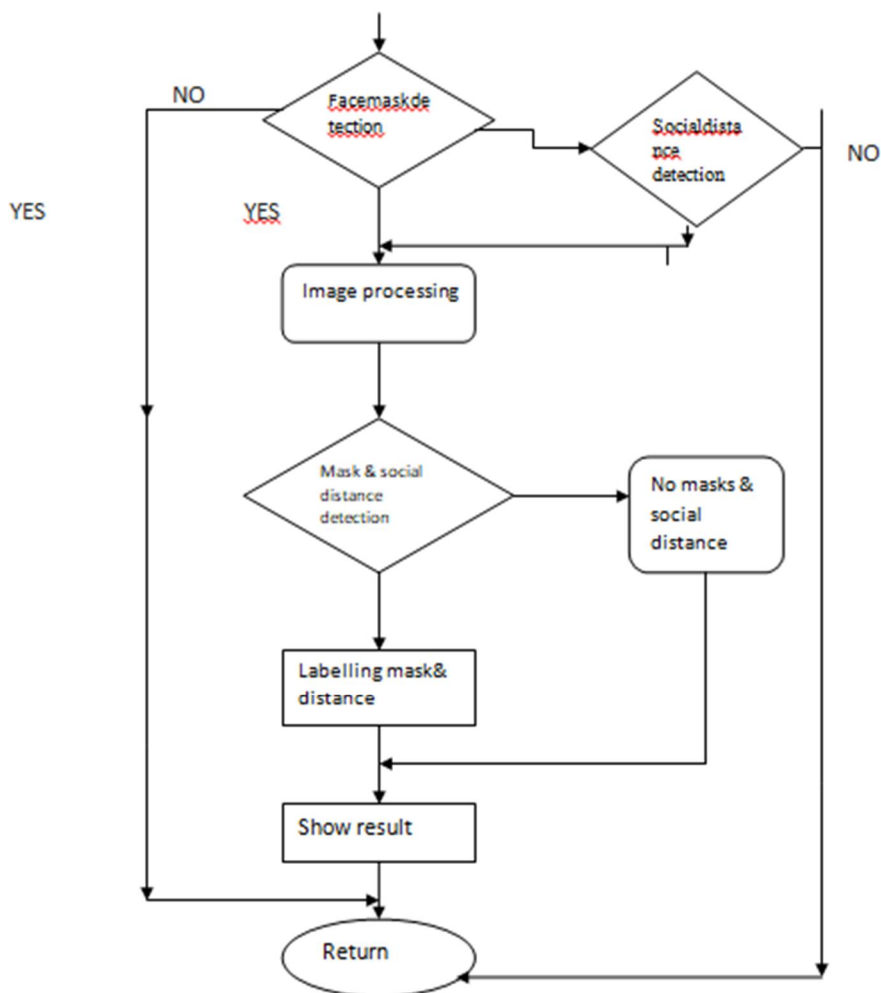 NO
Facemaskde
tection
Socialdista
nce
detection
NO
YES
YES
Image processing
Mask & social
distance
detection
No masks &
social
distance
Labelling mask&
distance
Show result
Return